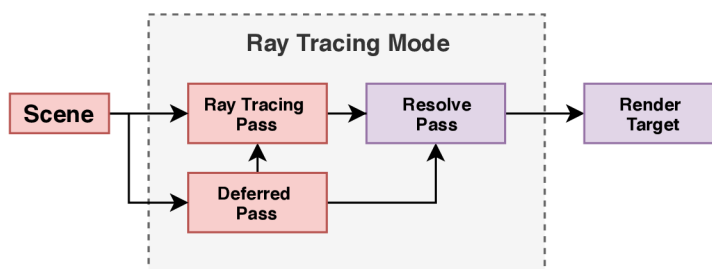 Ray Tracing Mode
Scene
Ray Tracing
Pass
Resolve
Pass
Render
Target
Deferred
Pass